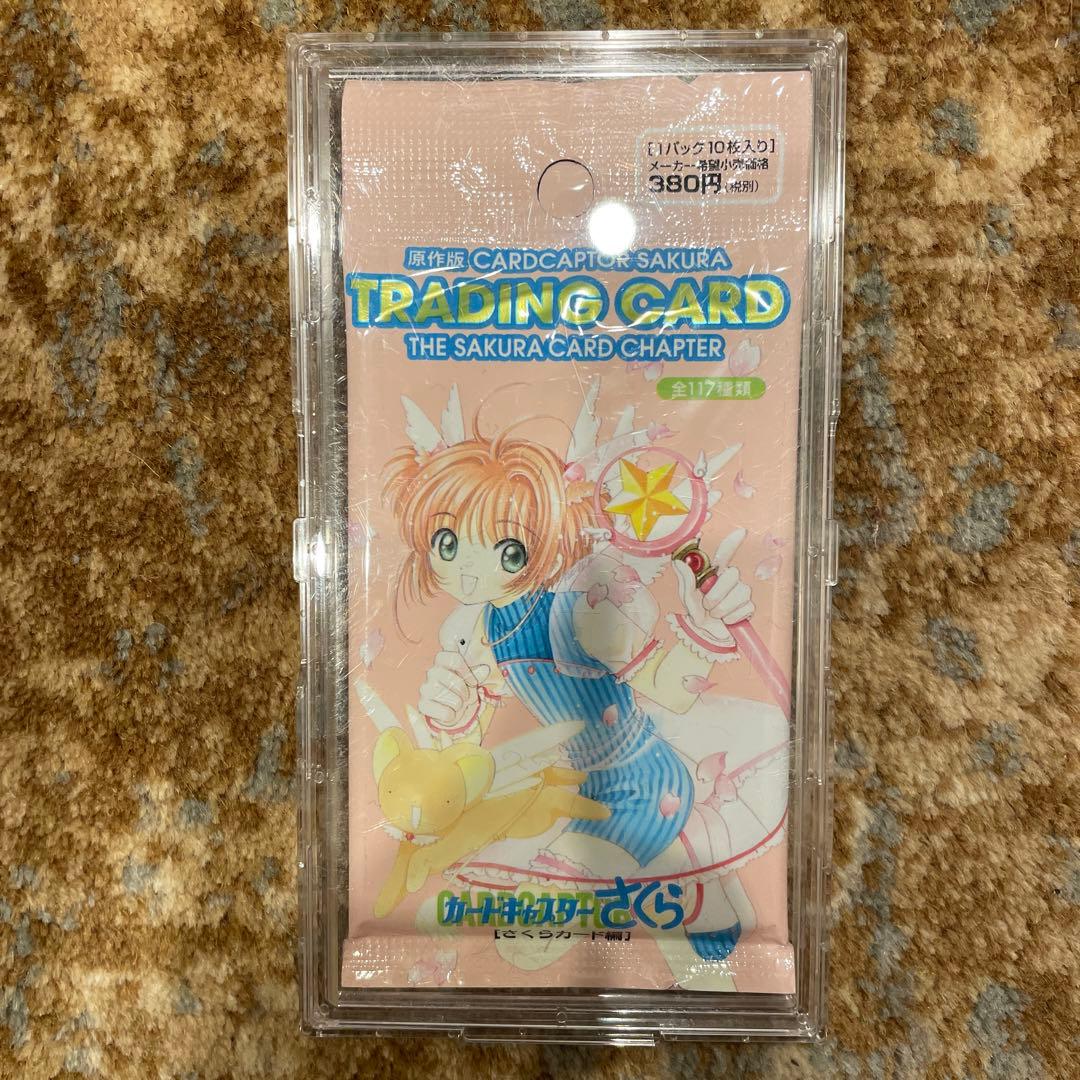 [1パック10枚入り]
メーカー希望小売価格
380円(税別)
原作版 CARDCAPTOR SAKURA
TRADING CARD
THE SAKURA CARD CHAPTER
全117種類
カードキャプターさくら
[さくらカード編]